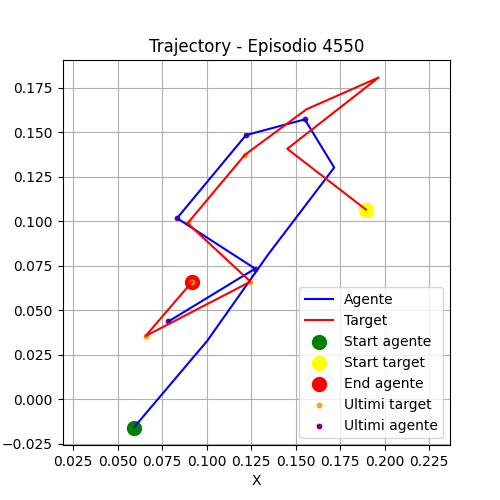 Trajectory - Episodio 4550
0.175
0.150
0.125
0.100
0.075
0.050
0.025
0.000
−0.025
Agente
Target
Start agente
Start target
End agente
Ultimi target
Ultimi agente
0.025 0.050 0.075 0.100 0.125 0.150 0.175 0.200 0.225
X